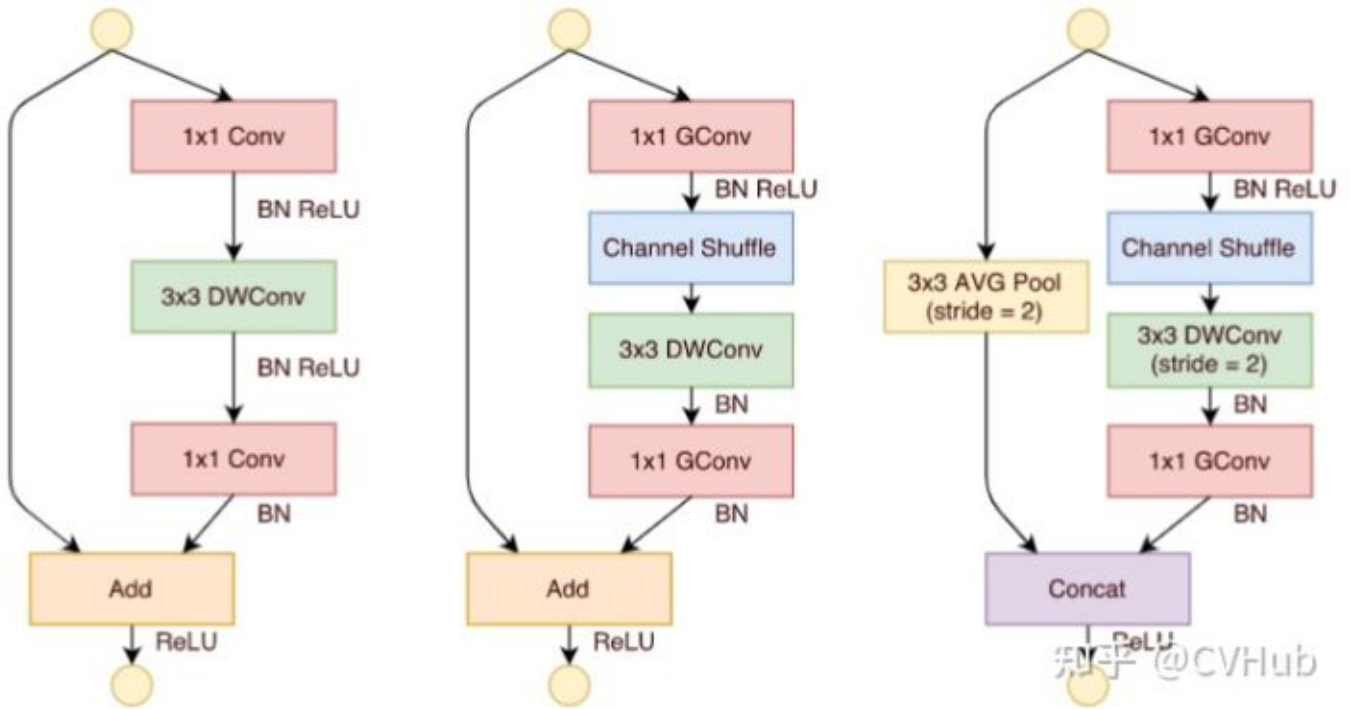 1x1 Conv
BN ReLU
3x3 DWConv
BN ReLU
1x1 Conv
BN
Add
ReLU
1x1 GConv
BN ReLU
Channel Shuffle
3x3 DWConv
BN
1x1 GConv
BN
Add
ReLU
3x3 AVG Pool
(stride = 2)
1x1 GConv
BN ReLU
Channel Shuffle
3x3 DWConv
(stride = 2)
BN
1x1 GConv
BN
Concat
ReLU
知乎 @CVHub